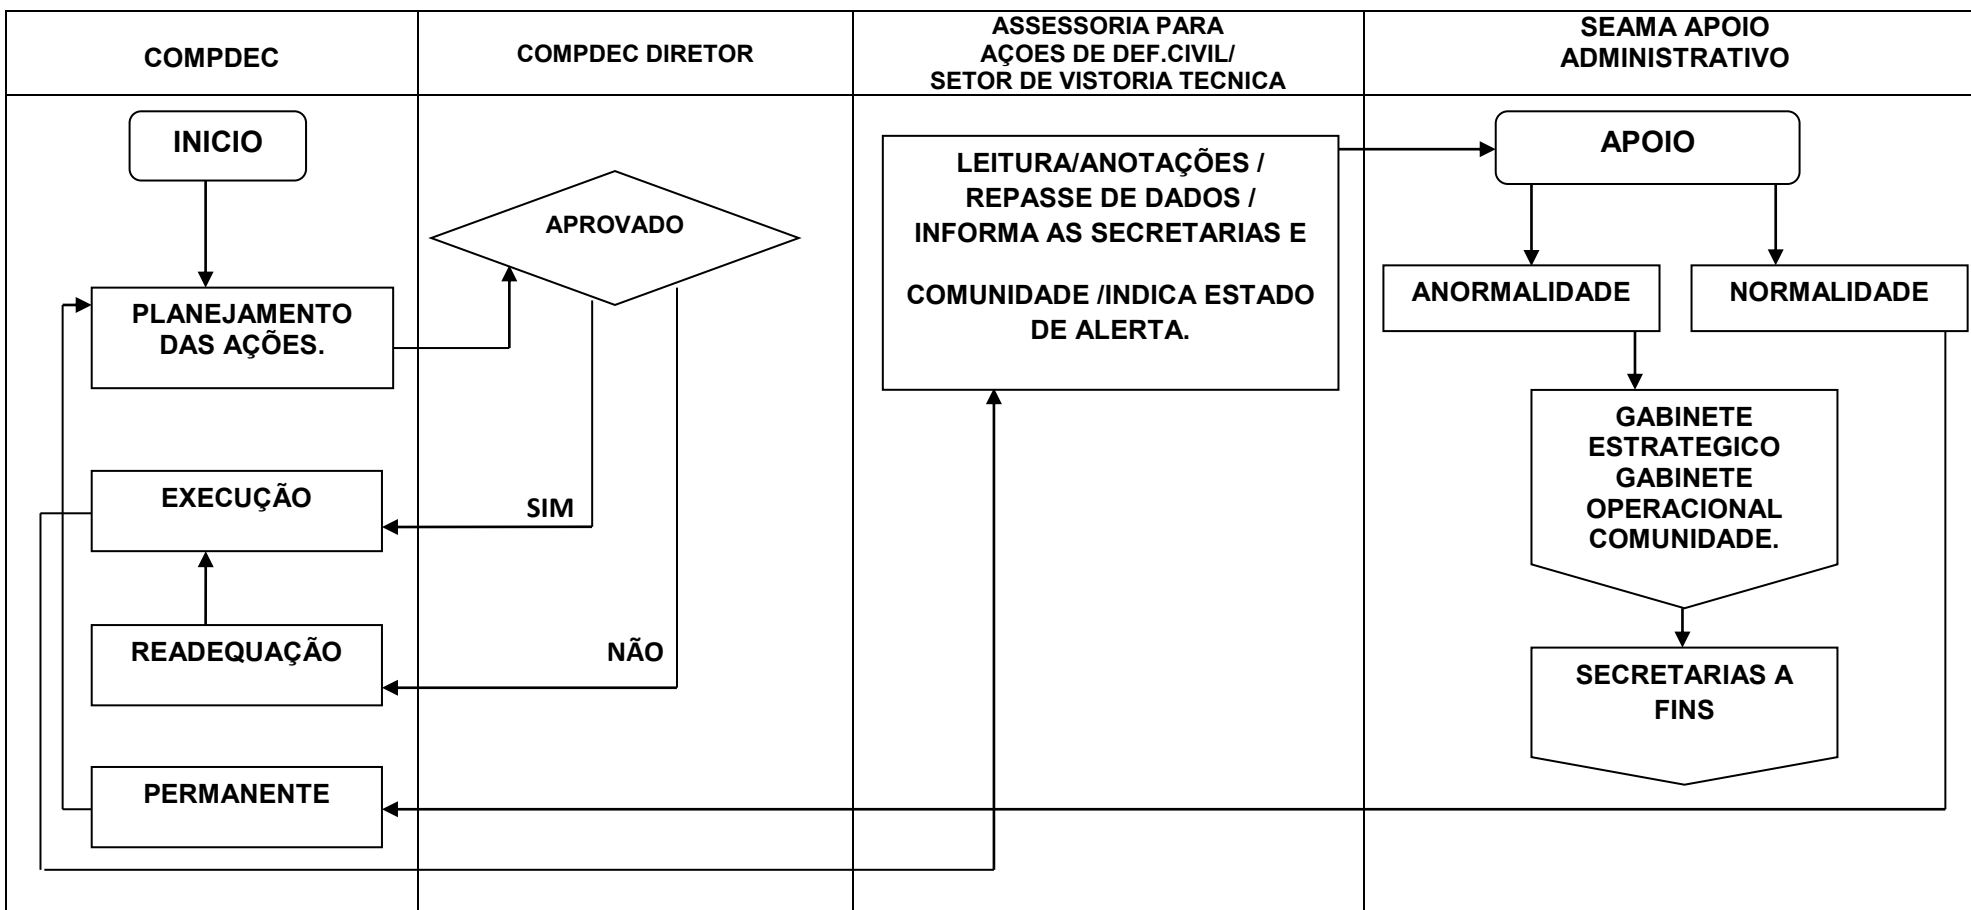 COMPDEC
COMPDEC DIRETOR
ASSESSORIA PARA
AÇOES DE DEF.CIVIL/
SETOR DE VISTORIA TECNICA
SEAMA APOIO
ADMINISTRATIVO
INICIO
PLANEJAMENTO
DAS AÇÕES.
EXECUÇÃO
READEQUAÇÃO
PERMANENTE
APROVADO
SIM
NÃO
LEITURA/ANOTAÇÕES /
REPASSE DE DADOS /
INFORMA AS SECRETARIAS E
COMUNIDADE /INDICA ESTADO
DE ALERTA.
APOIO
ANORMALIDADE
NORMALIDADE
GABINETE
ESTRATEGICO
GABINETE
OPERACIONAL
COMUNIDADE.
SECRETARIAS A
FINS